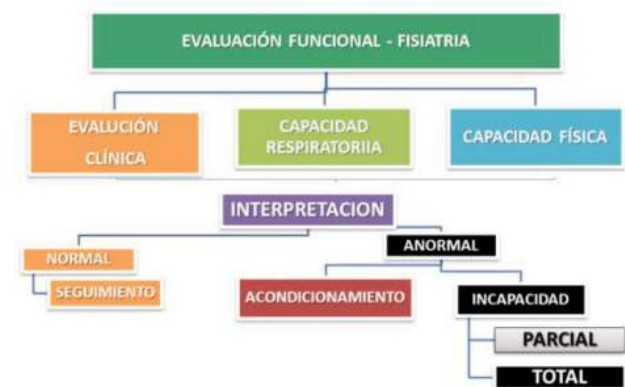 EVALUACIÓN FUNCIONAL - FISIATRIA
EVALUCIÓN
CLÍNICA
CAPACIDAD
RESPIRATORIIA
CAPACIDAD FÍSICA
INTERPRETACION
NORMAL
ANORMAL
SEGUIMIENTO
ACONDICIONAMIENTO
INCAPACIDAD
PARCIAL
TOTAL